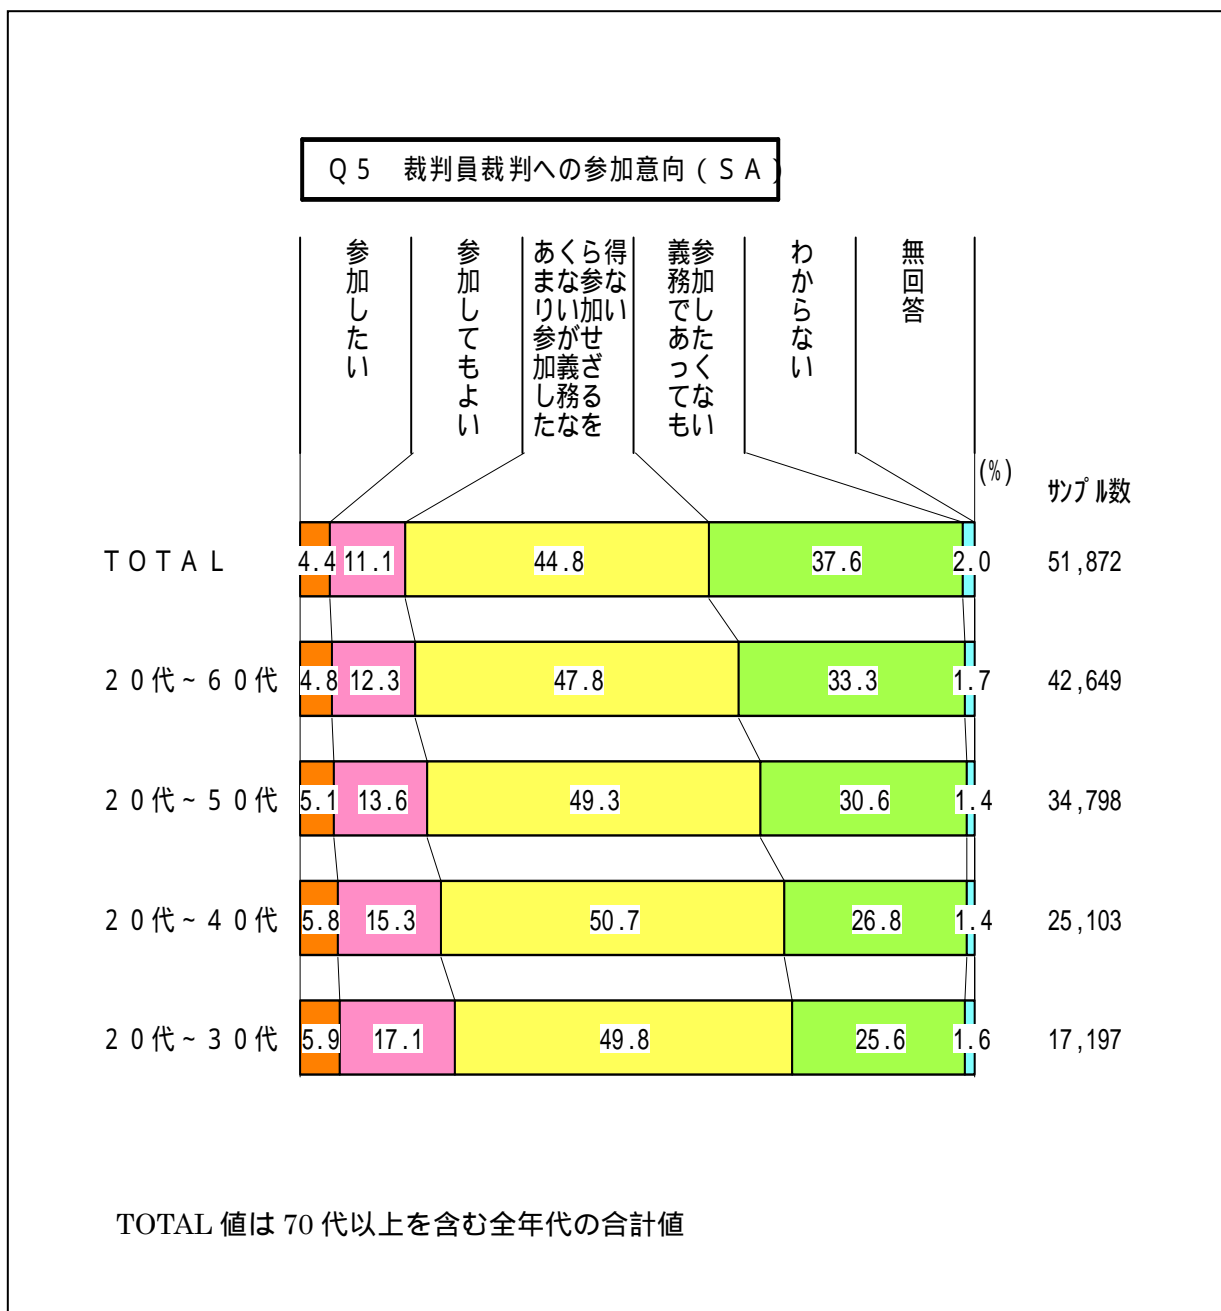 Ｑ５　裁判員裁判への参加意向（ＳＡ）
参加したい
参加してもよい
あまり参加した
くないが義務な
ら参加せざるを
得ない
義務であっても
参加したくない
わからない
無回答
(%)
ｻﾝﾌﾟﾙ数
ＴＯＴＡＬ 4.4 11.1 44.8 37.6 2.0 51,872
２０代～６０代 4.8 12.3 47.8 33.3 1.7 42,649
２０代～５０代 5.1 13.6 49.3 30.6 1.4 34,798
２０代～４０代 5.8 15.3 50.7 26.8 1.4 25,103
２０代～３０代 5.9 17.1 49.8 25.6 1.6 17,197
TOTAL 値は 70 代以上を含む全年代の合計値